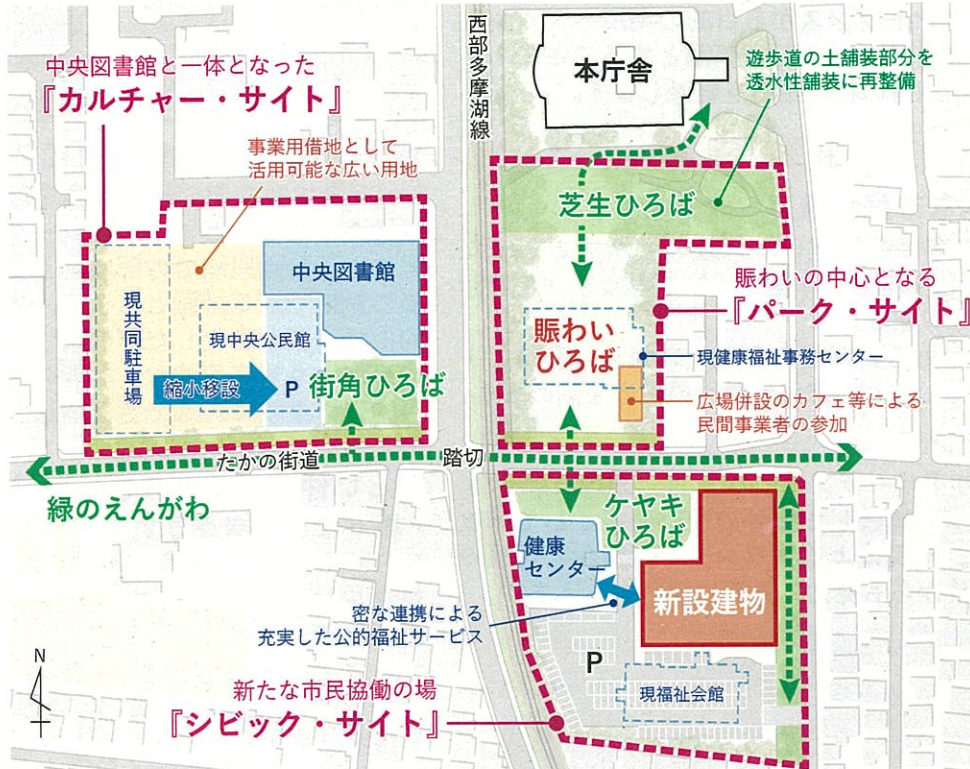 中央図書館と一体となった
『カルチャー・サイト』
事業用借地として
活用可能な広い用地
西部多摩湖線
本庁舎
遊歩道の土舗装部分を
透水性舗装に再整備
芝生ひろば
中央図書館
現共同駐車場
現中央公民館
縮小移設
P
街角ひろば
賑わいの中心となる
『パーク・サイト』
賑わい
ひろば
現健康福祉事務センター
広場併設のカフェ等による
民間事業者の参加
たかの街道
踏切
緑のえんがわ
ケヤキ
ひろば
健康
センター
新設建物
密な連携による
充実した公的福祉サービス
P
現福祉会館
N
新たな市民協働の場
『シビック・サイト』